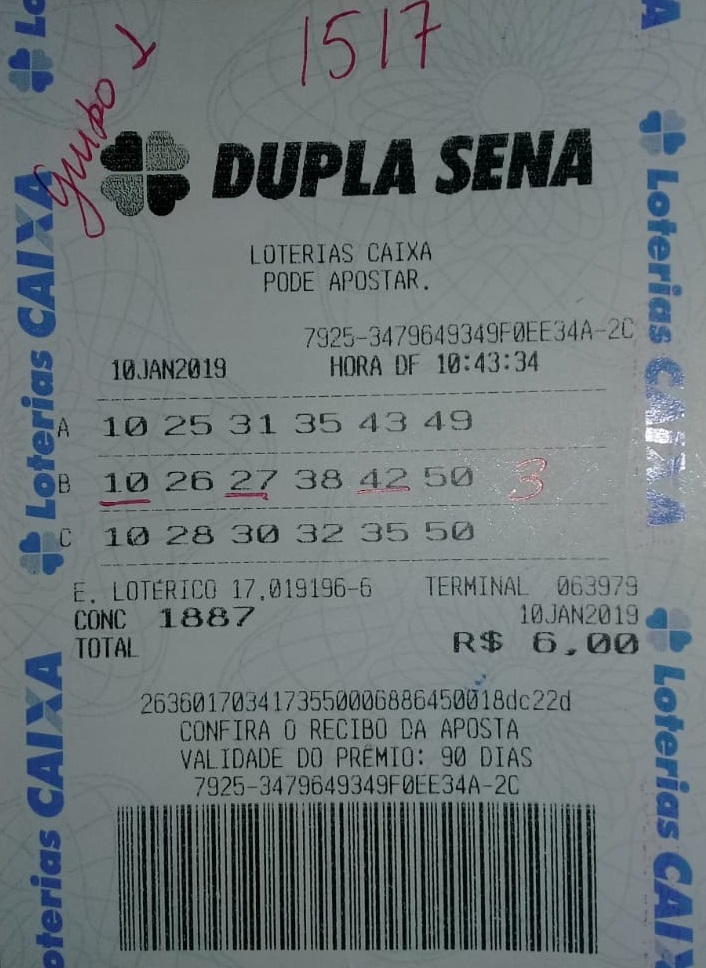 1517
grupo 1
DUPLA SENA
LOTERIAS CAIXA
PODE APOSTAR.
7925-3479649349F0EE34A-2C
10JAN2019 HORA DF 10:43:34
A 10 25 31 35 43 49
B 10 26 27 38 42 50 3
C 10 28 30 32 35 50
E. LOTÉRICO 17.019196-6 TERMINAL 063979
CONC 1887 10JAN2019
TOTAL R$ 6,00
2636017034173550006886450018dc22d
CONFIRA O RECIBO DA APOSTA
VALIDADE DO PRÊMIO: 90 DIAS
7925-3479649349F0EE34A-2C
Loterias CAIXA
Loterias CAIXA
Loterias CAIXA
Loterias CAIXA